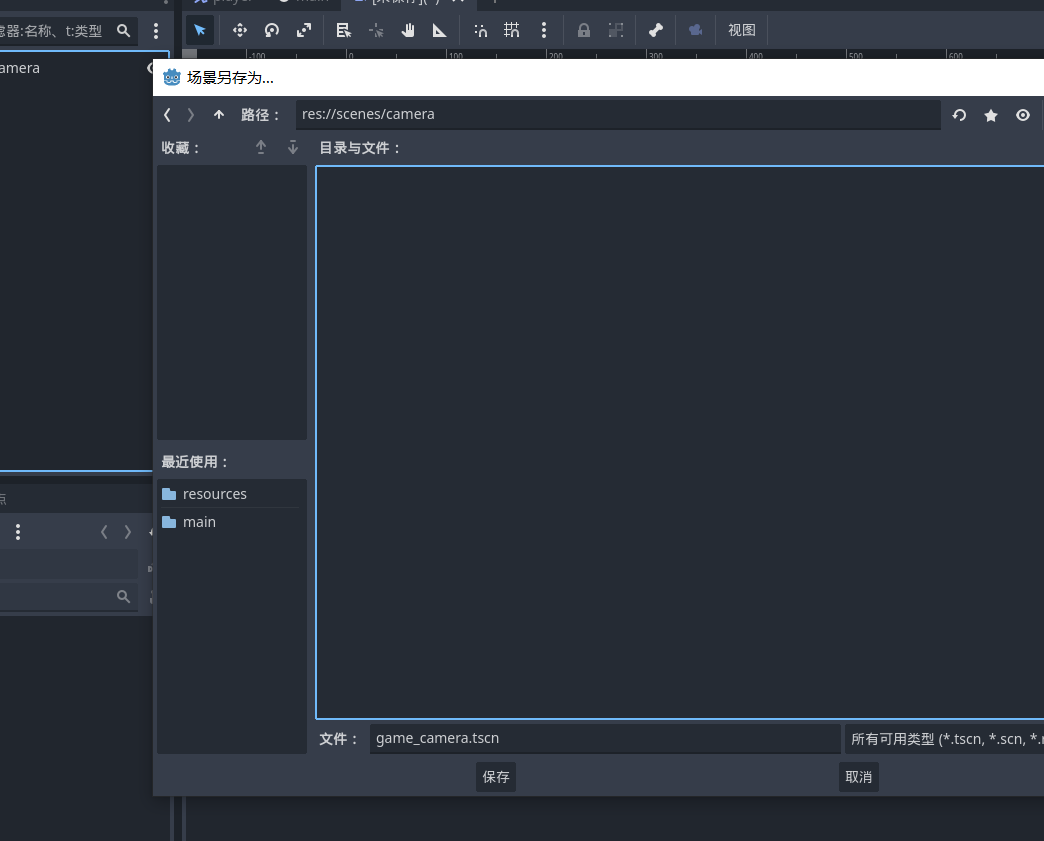 滤器:名称、t:类型
视图
-100
0
100
200
300
400
500
600
amera
场景另存为...
路径：
res://scenes/camera
收藏：
目录与文件：
最近使用：
resources
main
点
文件：
game_camera.tscn
所有可用类型 (*.tscn, *.scn, *.r
保存
取消